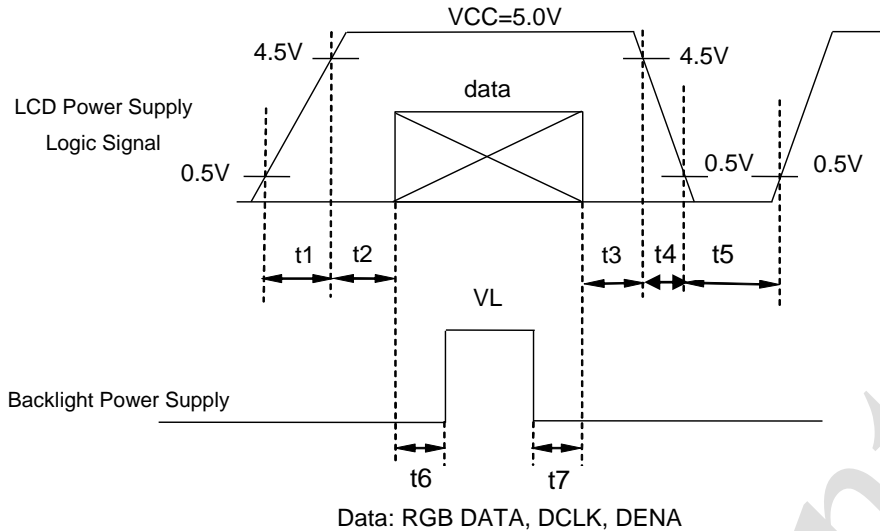 VCC=5.0V
4.5V
4.5V
data
LCD Power Supply
Logic Signal
0.5V
0.5V
0.5V
t1
t2
t3
t4
t5
VL
Backlight Power Supply
t6
t7
Data: RGB DATA, DCLK, DENA